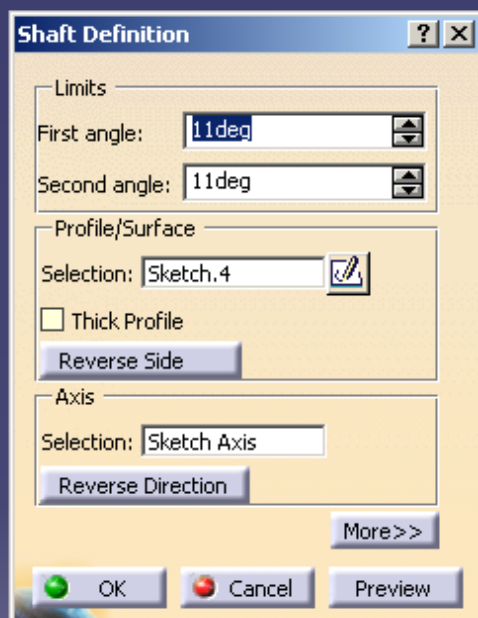 Shaft Definition
Limits
First angle: 11deg
Second angle: 11deg
Profile/Surface
Selection: Sketch.4
Thick Profile
Reverse Side
Axis
Selection: Sketch Axis
Reverse Direction
More>>
OK Cancel Preview